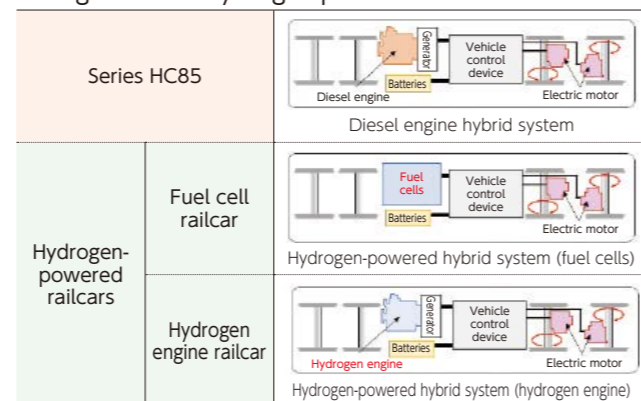 Series HC85
Generator
Vehicle
control
device
Batteries
Diesel engine
Electric motor
Diesel engine hybrid system
Hydrogen-
powered
railcars
Fuel cell
railcar
Fuel
cells
Vehicle
control
device
Batteries
Hydrogen-powered hybrid system (fuel cells)
Hydrogen
engine railcar
Generator
Vehicle
control
device
Batteries
Hydrogen engine
Electric motor
Hydrogen-powered hybrid system (hydrogen engine)